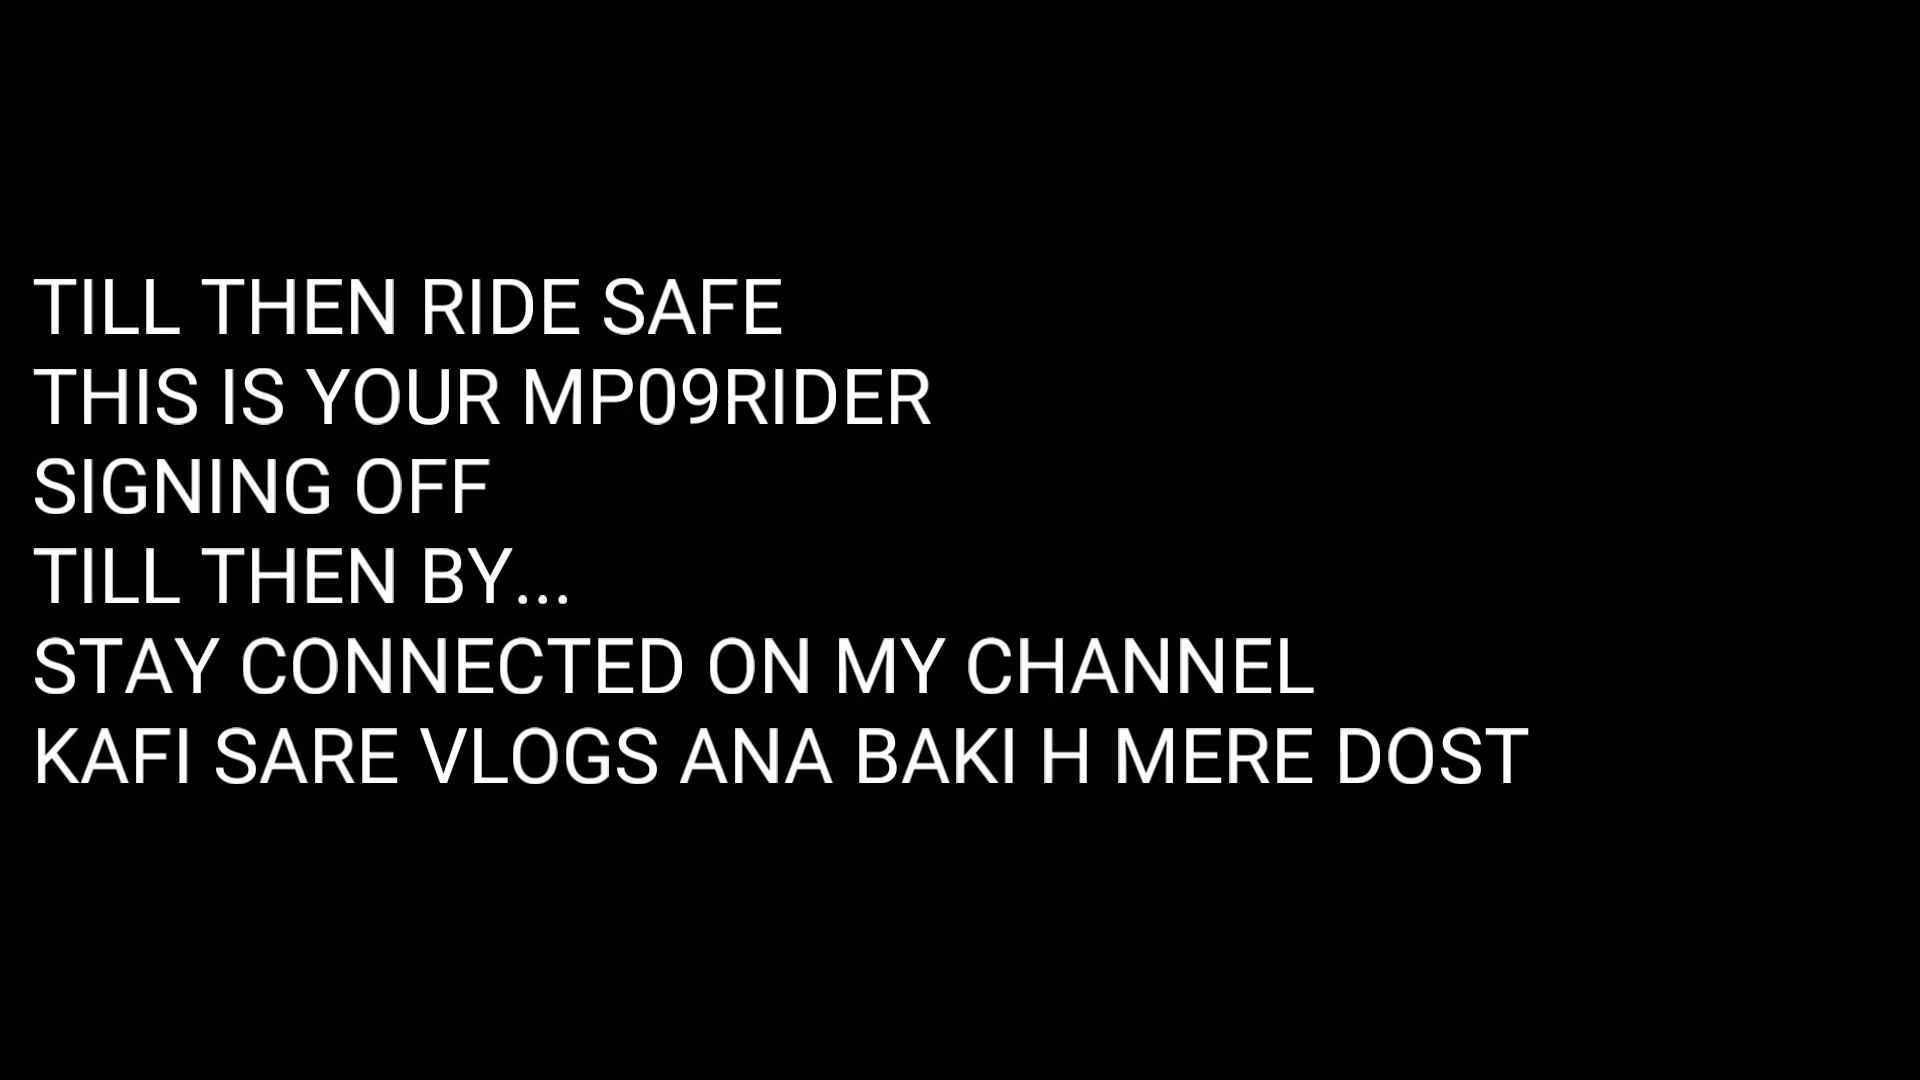 TILL THEN RIDE SAFE
THIS IS YOUR MP09RIDER
SIGNING OFF
TILL THEN BY...
STAY CONNECTED ON MY CHANNEL
KAFI SARE VLOGS ANA BAKI H MERE DOST